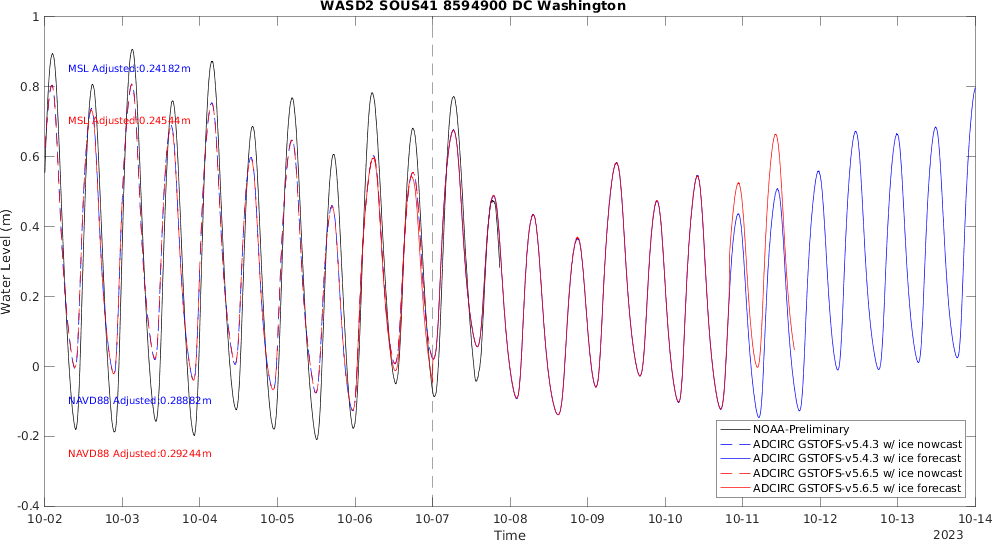 WASD2 SOUS41 8594900 DC Washington
1
0.8
0.6
0.4
0.2
0
-0.2
-0.4
Water Level (m)
MSL Adjusted:0.24182m
MSL Adjusted:0.24544m
NAVD88 Adjusted:0.28882m
NAVD88 Adjusted:0.29244m
NOAA-Preliminary
ADCIRC GSTOFS-v5.4.3 w/ ice nowcast
ADCIRC GSTOFS-v5.4.3 w/ ice forecast
ADCIRC GSTOFS-v5.6.5 w/ ice nowcast
ADCIRC GSTOFS-v5.6.5 w/ ice forecast
10-02 10-03 10-04 10-05 10-06 10-07 10-08 10-09 10-10 10-11 10-12 10-13 10-14
Time
2023